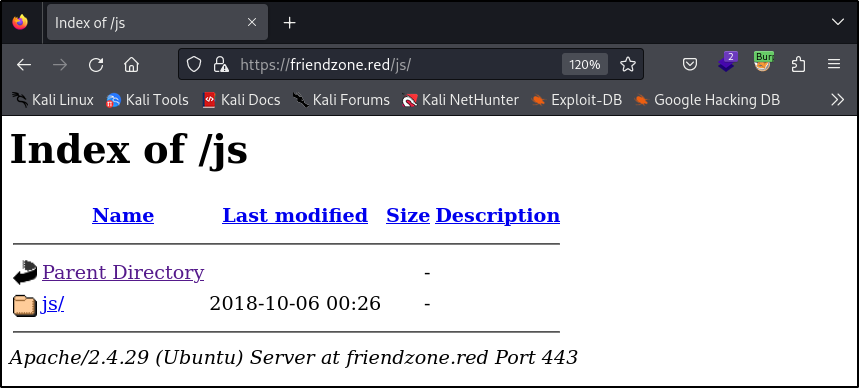 Index of /js
https://friendzone.red/js/ 120% 2 Bur
Kali Linux Kali Tools Kali Docs Kali Forums Kali NetHunter Exploit-DB Google Hacking DB
Index of /js
Name Last modified Size Description
Parent Directory -
js/ 2018-10-06 00:26 -
Apache/2.4.29 (Ubuntu) Server at friendzone.red Port 443